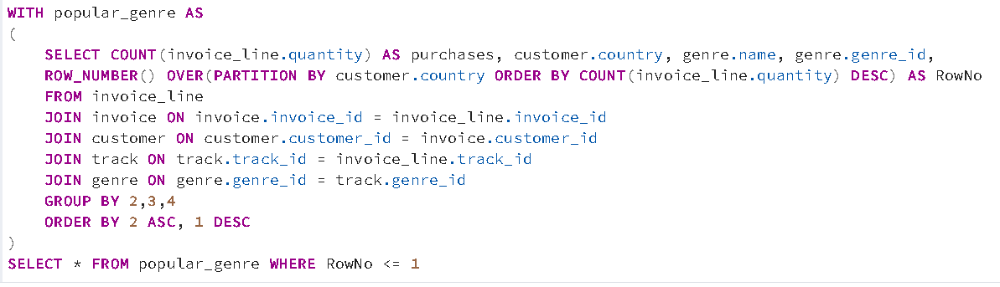 WITH popular_genre AS
(
    SELECT COUNT(invoice_line.quantity) AS purchases, customer.country, genre.name, genre.genre_id,
    ROW_NUMBER() OVER(PARTITION BY customer.country ORDER BY COUNT(invoice_line.quantity) DESC) AS RowNo
    FROM invoice_line
    JOIN invoice ON invoice.invoice_id = invoice_line.invoice_id
    JOIN customer ON customer.customer_id = invoice.customer_id
    JOIN track ON track.track_id = invoice_line.track_id
    JOIN genre ON genre.genre_id = track.genre_id
    GROUP BY 2,3,4
    ORDER BY 2 ASC, 1 DESC
)
SELECT * FROM popular_genre WHERE RowNo <= 1